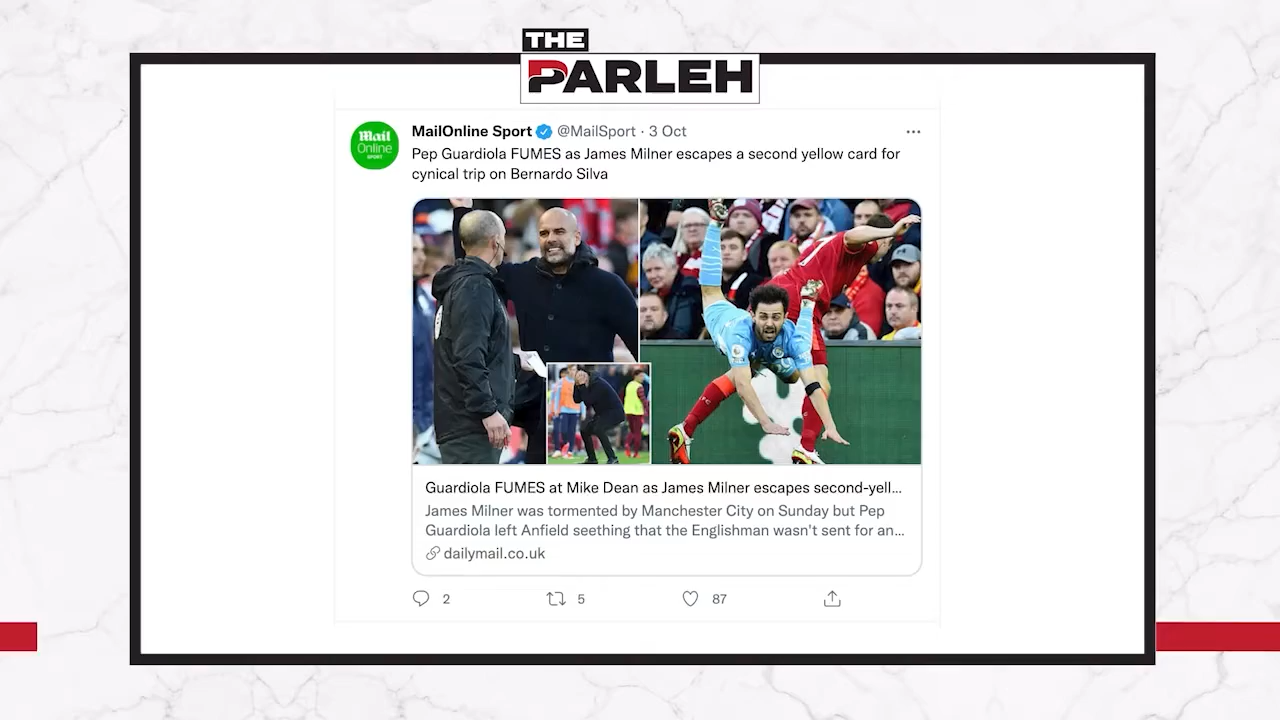 THE
PARLEH
Mail
Online
SPORT
MailOnline Sport @MailSport · 3 Oct
Pep Guardiola FUMES as James Milner escapes a second yellow card for
cynical trip on Bernardo Silva
Guardiola FUMES at Mike Dean as James Milner escapes second-yell...
James Milner was tormented by Manchester City on Sunday but Pep
Guardiola left Anfield seething that the Englishman wasn't sent for an...
dailymail.co.uk
2 5 87